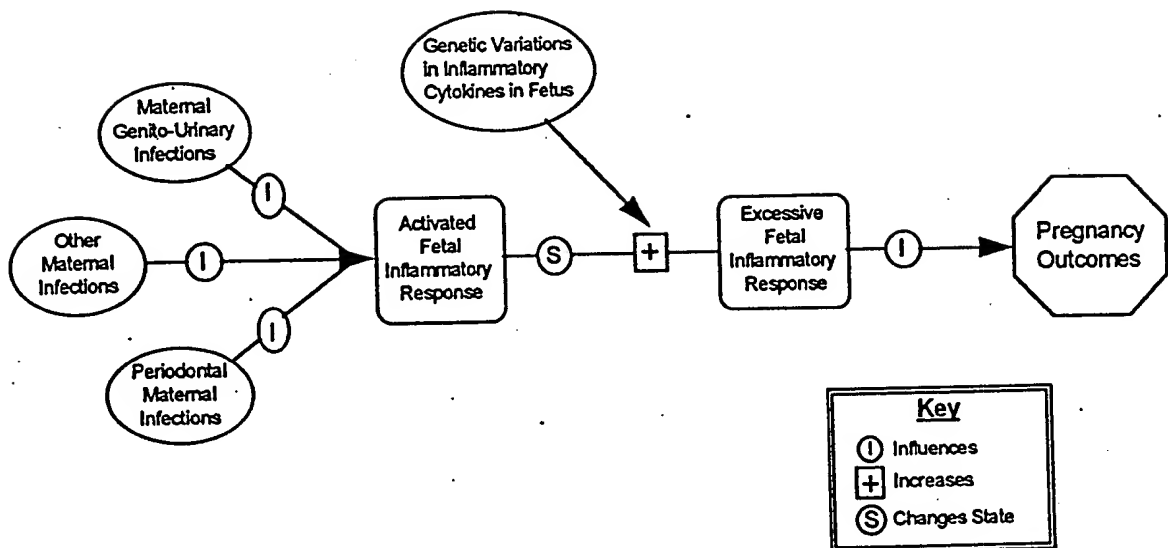 Genetic Variations
in Inflammatory
Cytokines in Fetus
Maternal
Genito-Urinary
Infections
I
Other
Maternal
Infections
I
Periodontal
Maternal
Infections
I
Activated
Fetal
Inflammatory
Response
S
+
Excessive
Fetal
Inflammatory
Response
I
Pregnancy
Outcomes
Key
I Influences
+ Increases
S Changes State